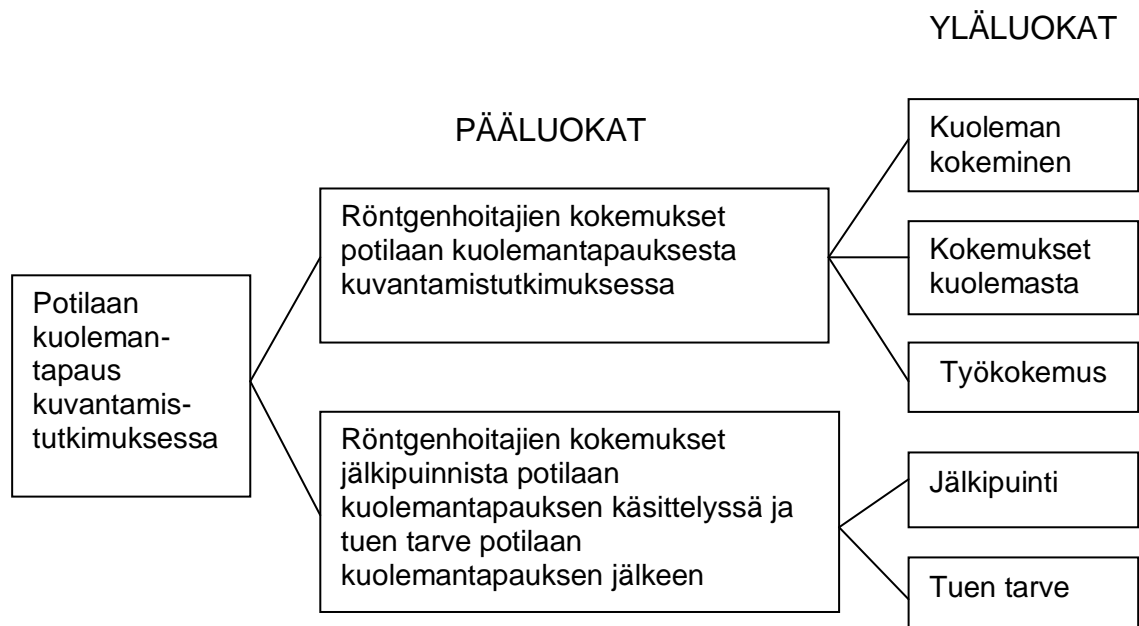 YLÄLUOKAT
PÄÄLUOKAT
Potilaan
kuoleman-
tapaus
kuvantamis-
tutkimuksessa
Röntgenhoitajien kokemukset
potilaan kuolemantapauksesta
kuvantamistutkimuksessa
Kuoleman
kokeminen
Kokemukset
kuolemasta
Työkokemus
Röntgenhoitajien kokemukset
jälkipuinnista potilaan
kuolemantapauksen käsittelyssä ja
tuen tarve potilaan
kuolemantapauksen jälkeen
Jälkipuinti
Tuen tarve